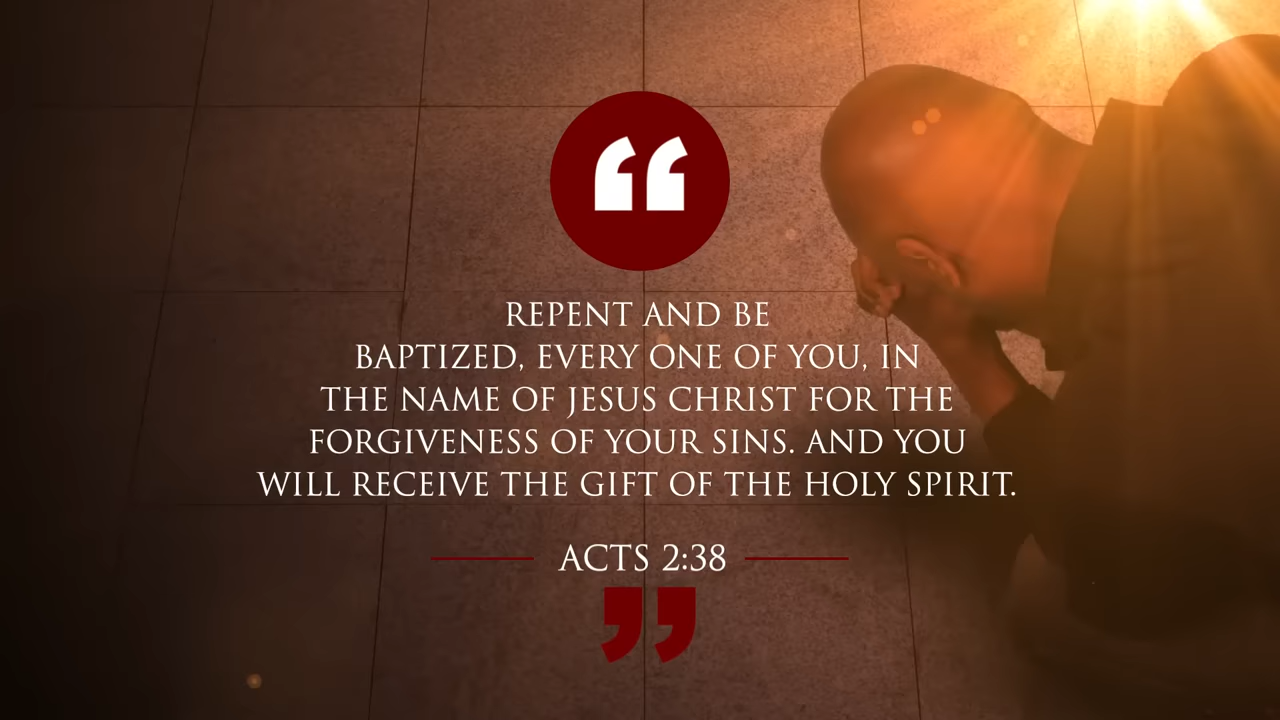 “
REPENT AND BE
BAPTIZED, EVERY ONE OF YOU, IN
THE NAME OF JESUS CHRIST FOR THE
FORGIVENESS OF YOUR SINS. AND YOU
WILL RECEIVE THE GIFT OF THE HOLY SPIRIT.
ACTS 2:38
”